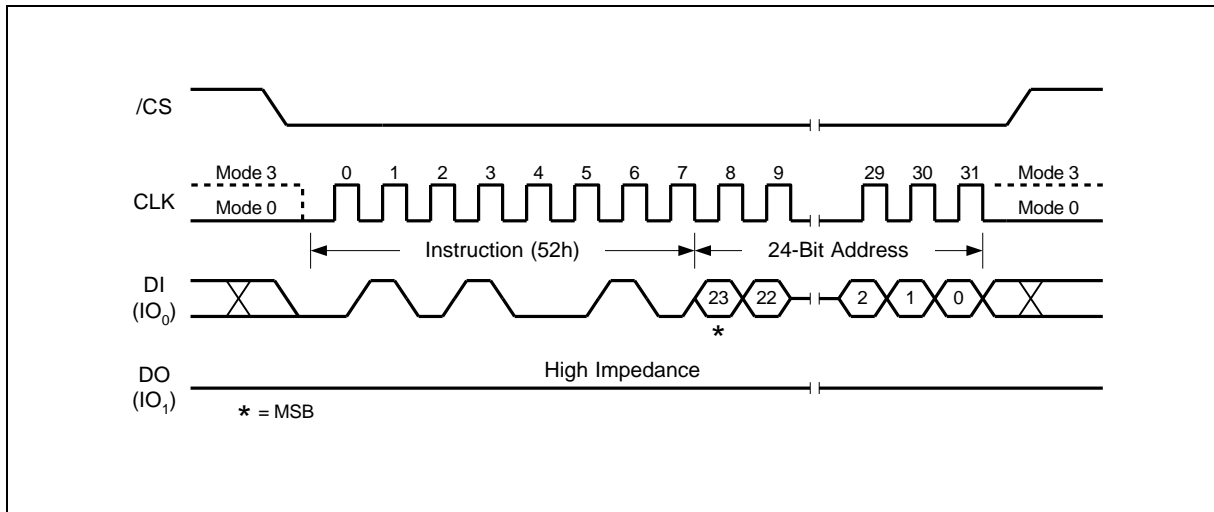 /CS
Mode 3 0 1 2 3 4 5 6 7 8 9 29 30 31 Mode 3
CLK Mode 0 Mode 0
Instruction (52h) 24-Bit Address
DI 23 22 2 1 0
(IO₀)
*
High Impedance
DO
(IO₁)
* = MSB